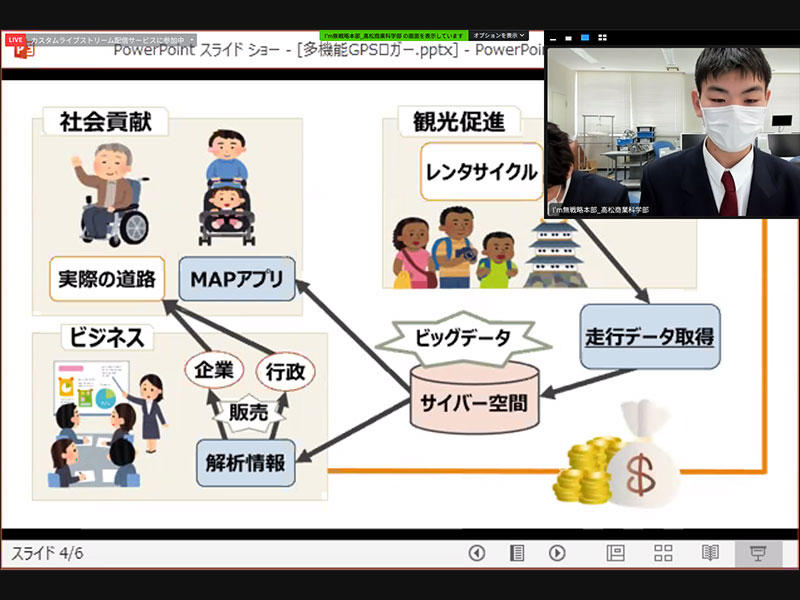 LIVE カスタムライブストリーム配信サービスに参加中
I'm無戦略本部_高松商業科学部 の画面を表示しています オプションを表示
PowerPoint スライド ショー - [多機能GPSロガー.pptx] - PowerPoin
社会貢献
観光促進
レンタサイクル
I'm無戦略本部_高松商業科学部
実際の道路
MAPアプリ
ビジネス
ビッグデータ
走行データ取得
企業
行政
サイバー空間
販売
解析情報
$
スライド 4/6